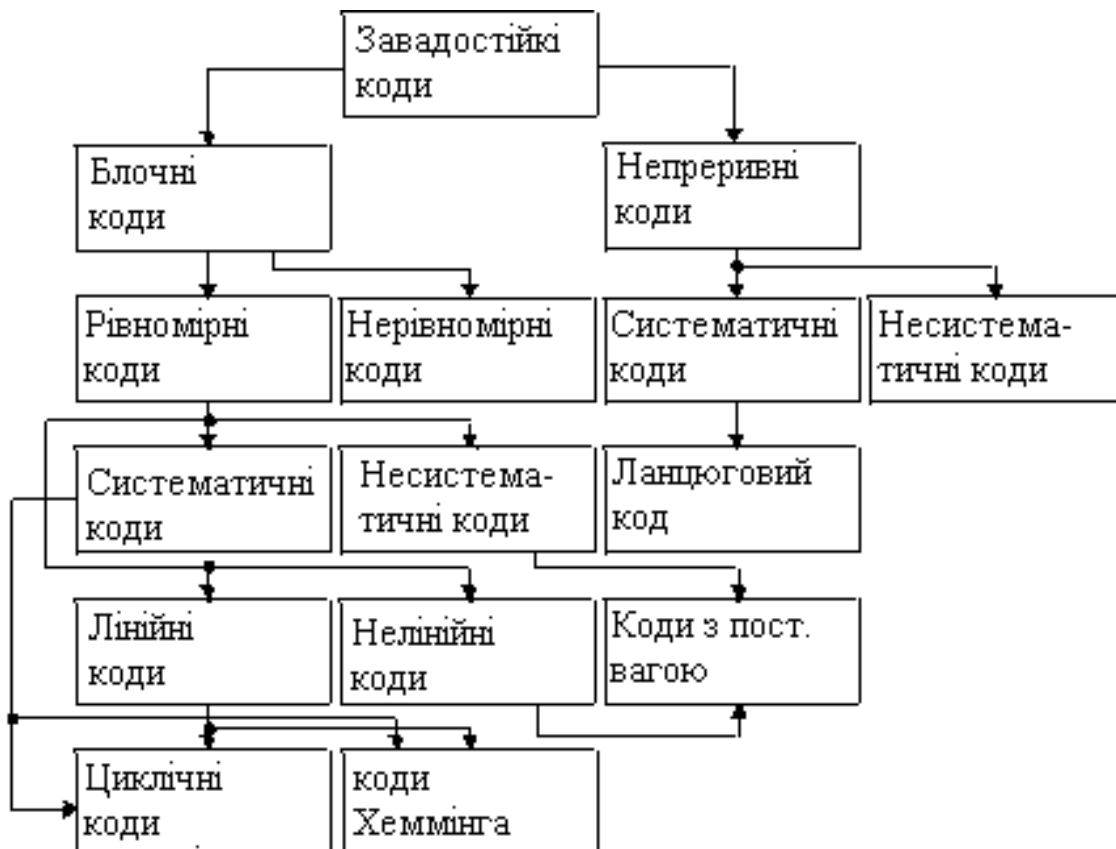 Завадостійкі
коди
Блочні
коди
Непреривні
коди
Рівномірні
коди
Нерівномірні
коди
Систематичні
коди
Несистема-
тичні коди
Систематичні
коди
Несистема-
тичні коди
Ланцюговий
код
Лінійні
коди
Нелінійні
коди
Коди з пост.
вагою
Циклічні
коди
коди
Хеммінга